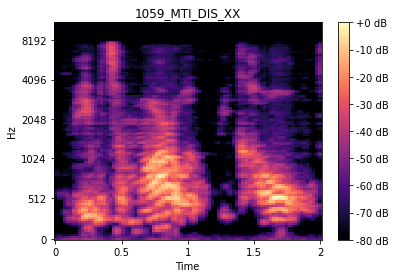 1059_MTI_DIS_XX
8192
4096
2048
1024
512
0
Hz
0
0.5
1
1.5
2
Time
+0 dB
-10 dB
-20 dB
-30 dB
-40 dB
-50 dB
-60 dB
-70 dB
-80 dB